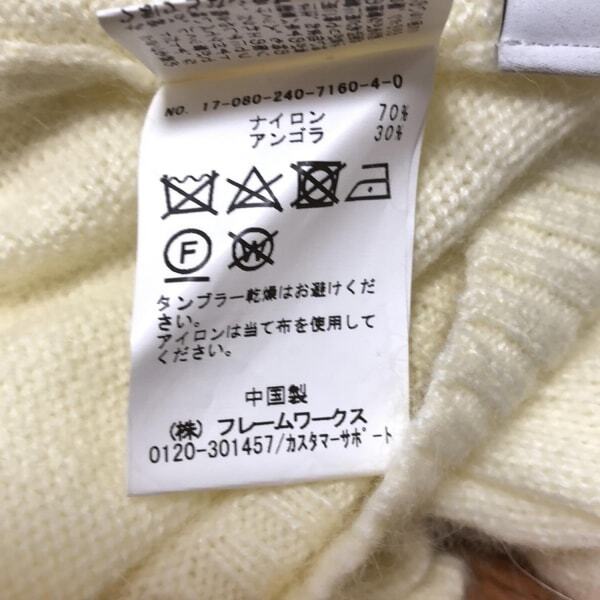 NO. 17-080-240-7160-4-0
ナイロン 70%
アンゴラ 30%
F
W
タンブラー乾燥はお避けくだ
さい。
アイロンは当て布を使用して
ください。
中国製
(株) フレームワークス
0120-301457/カスタマーサポート